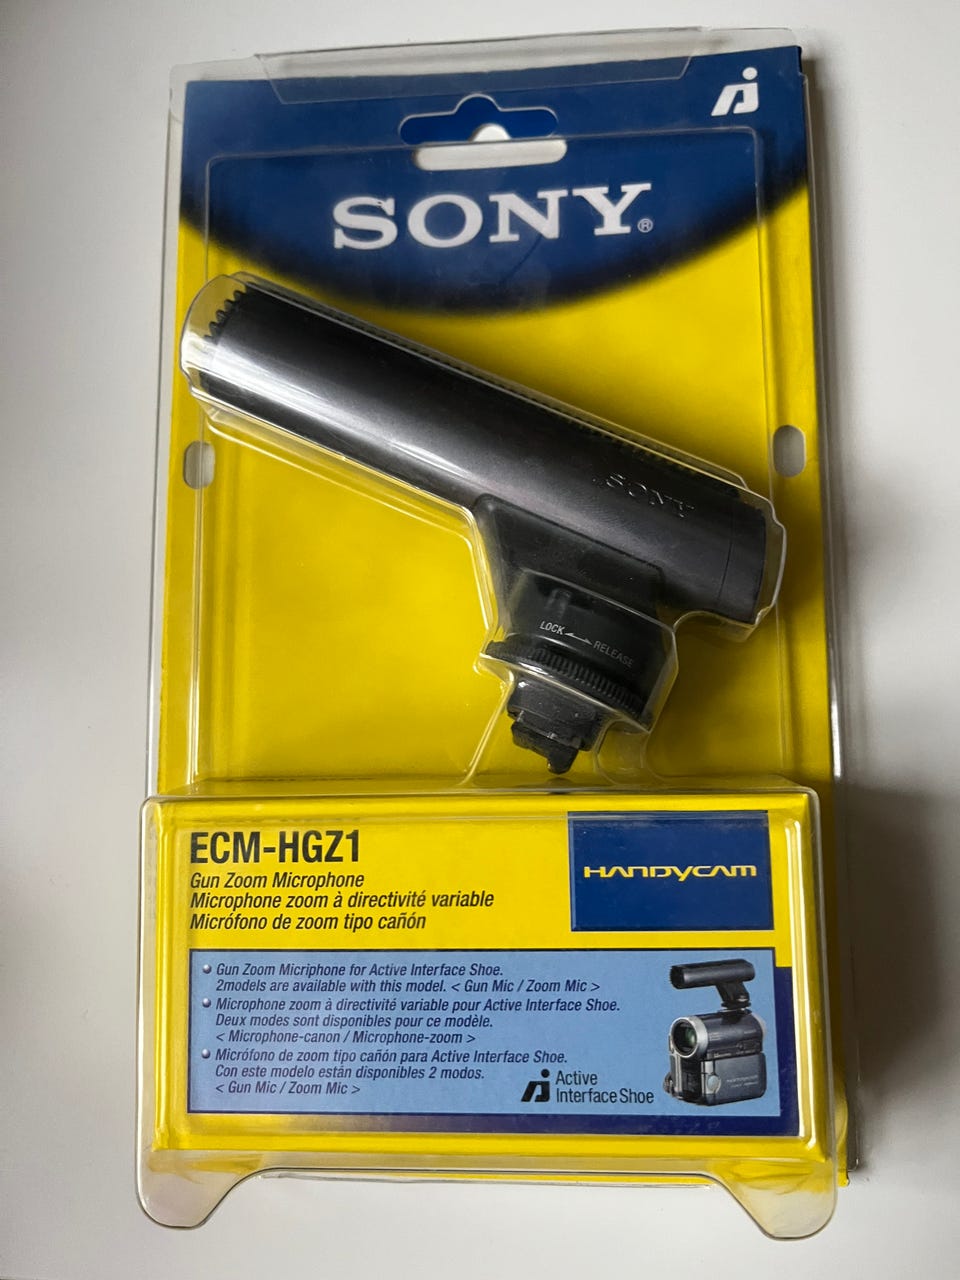 SONY®
SONY
LOCK RELEASE
ECM-HGZ1
Gun Zoom Microphone
Microphone zoom à directivité variable
Micrófono de zoom tipo cañón
HANDYCAM
• Gun Zoom Micriphone for Active Interface Shoe.
2models are available with this model. < Gun Mic / Zoom Mic >
• Microphone zoom à directivité variable pour Active Interface Shoe.
Deux modes sont disponibles pour ce modèle.
< Microphone-canon / Microphone-zoom >
• Micrófono de zoom tipo cañón para Active Interface Shoe.
Con este modelo están disponibles 2 modos.
< Gun Mic / Zoom Mic >
Active
Interface Shoe
HANDYCAM